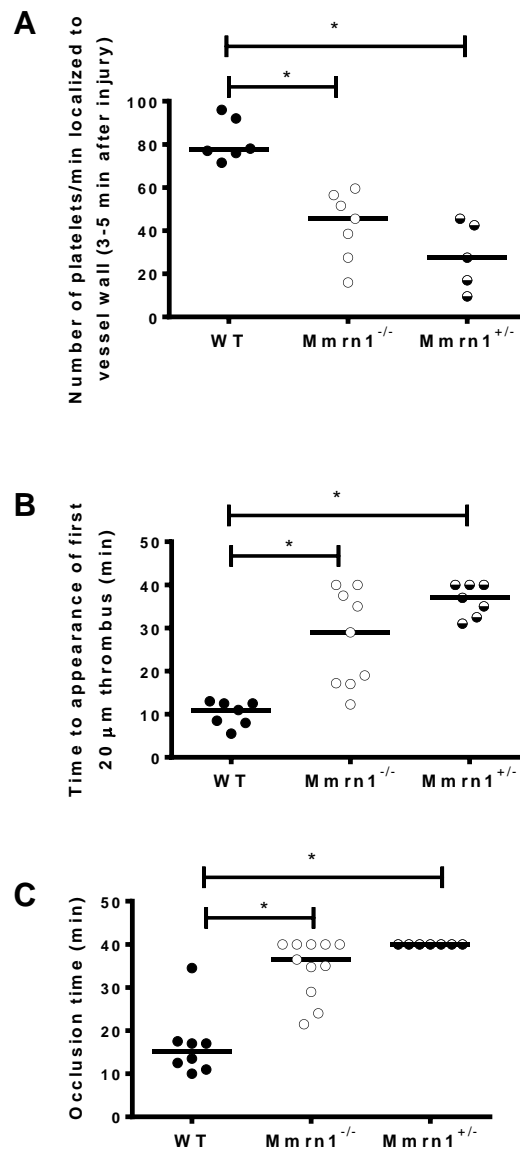 A
*
*
Number of platelets/min localized to
vessel wall (3-5 min after injury)
100
80
60
40
20
0
WT Mmrn1-/- Mmrn1+/-
B
*
*
Time to appearance of first
20 µm thrombus (min)
50
40
30
20
10
0
WT Mmrn1-/- Mmrn1+/-
C
*
*
Occlusion time (min)
50
40
30
20
10
0
WT Mmrn1-/- Mmrn1+/-